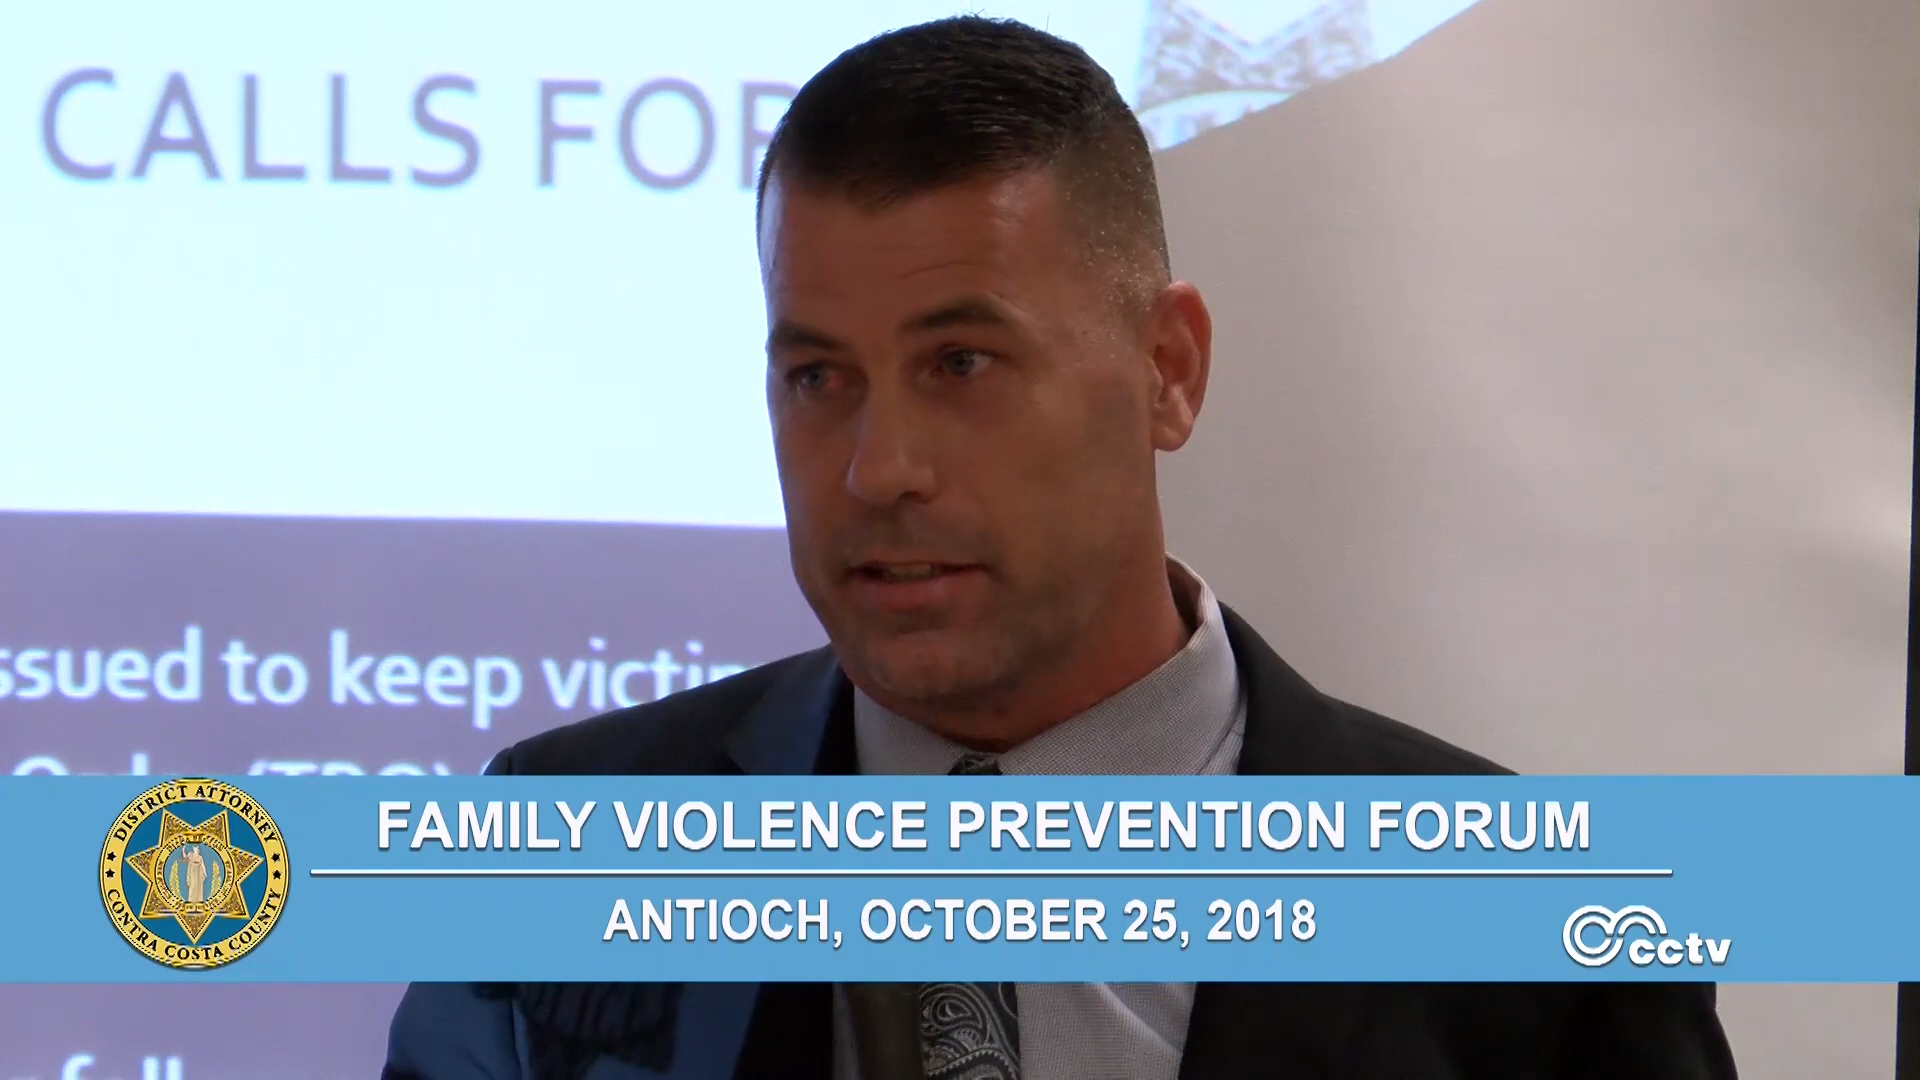 CALLS FOR
ssued to keep victi
(TPO)
FAMILY VIOLENCE PREVENTION FORUM
ANTIOCH, OCTOBER 25, 2018
DISTRICT ATTORNEY
CONTRA COSTA COUNTY
cctv